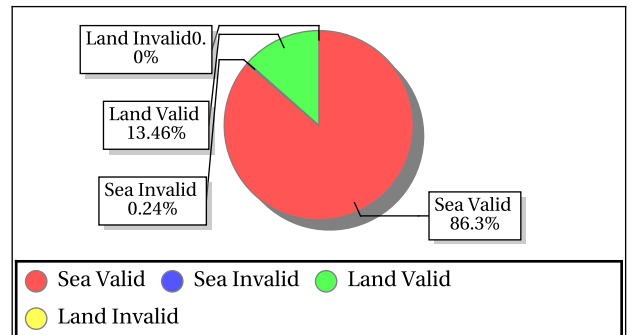 Land Invalid0.
0%
Land Valid
13.46%
Sea Invalid
0.24%
Sea Valid
86.3%
Sea Valid Sea Invalid Land Valid
Land Invalid